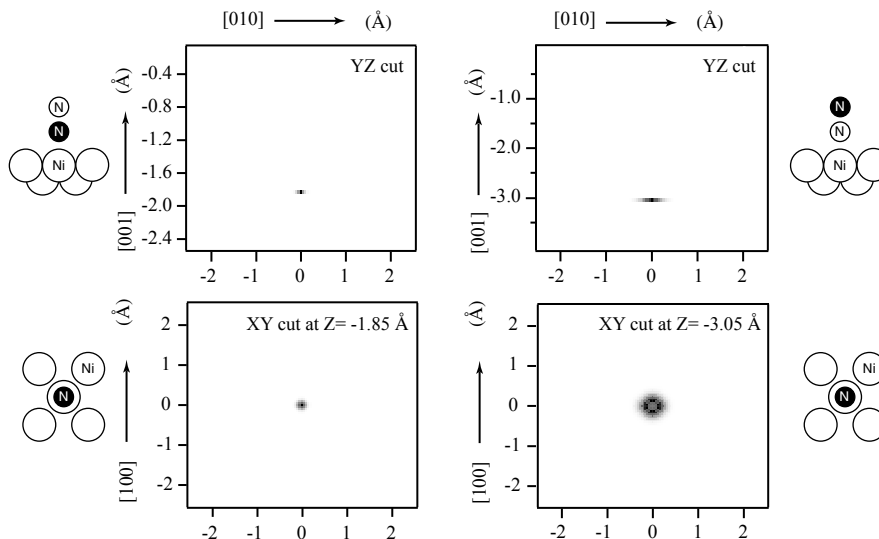 [010] (Å) [010] (Å)
YZ cut YZ cut
(Å) -0.4 -0.8 -1.2 -1.6 -2.0 -2.4 [001]
-2 -1 0 1 2
N
N
Ni
(Å) -1.0 -2.0 -3.0 [001]
-2 -1 0 1 2
N
N
Ni
XY cut at Z= -1.85 Å
(Å) 2 1 0 -1 -2 [100]
-2 -1 0 1 2
Ni
N
XY cut at Z= -3.05 Å
(Å) 2 1 0 -1 -2 [100]
-2 -1 0 1 2
Ni
N